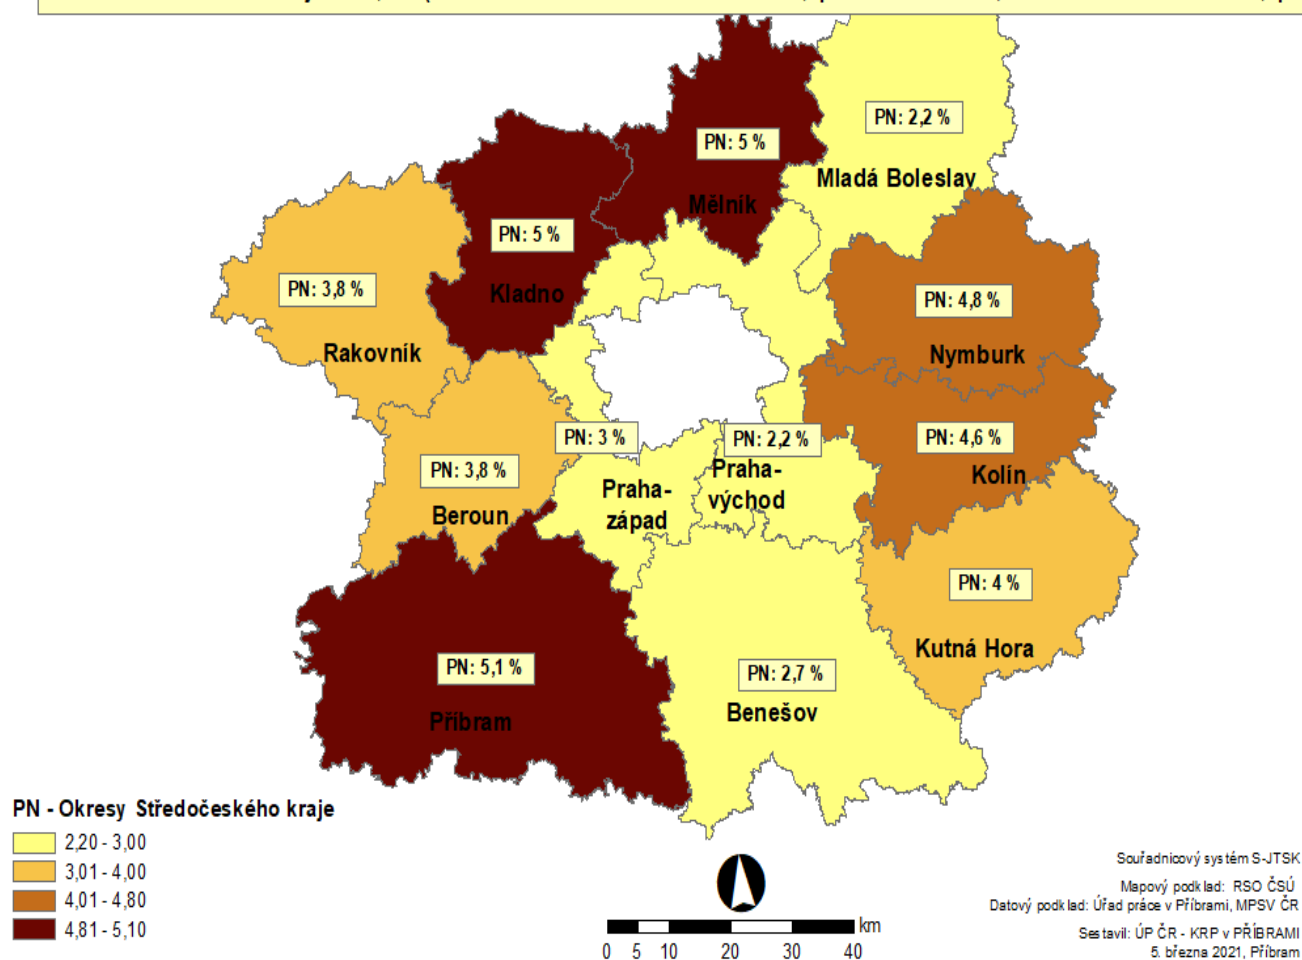 PN: 2,2 %
Mladá Boleslav
PN: 5 %
Mělník
PN: 5 %
Kladno
PN: 3,8 %
Rakovník
PN: 4,8 %
Nymburk
PN: 3 %
Praha-
západ
PN: 2,2 %
Praha-
východ
PN: 4,6 %
Kolín
PN: 3,8 %
Beroun
PN: 4 %
Kutná Hora
PN: 5,1 %
Příbram
PN: 2,7 %
Benešov
PN - Okresy Středočeského kraje
2,20 - 3,00
3,01 - 4,00
4,01 - 4,80
4,81 - 5,10
km
0 5 10 20 30 40
Souřadnicový systém S-JTSK
Mapový podklad: RSO ČSÚ
Datový podklad: Úřad práce v Příbrami, MPSV ČR
Sestavil: ÚP ČR - KRP v PŘÍBRAMI
5. března 2021, Příbram